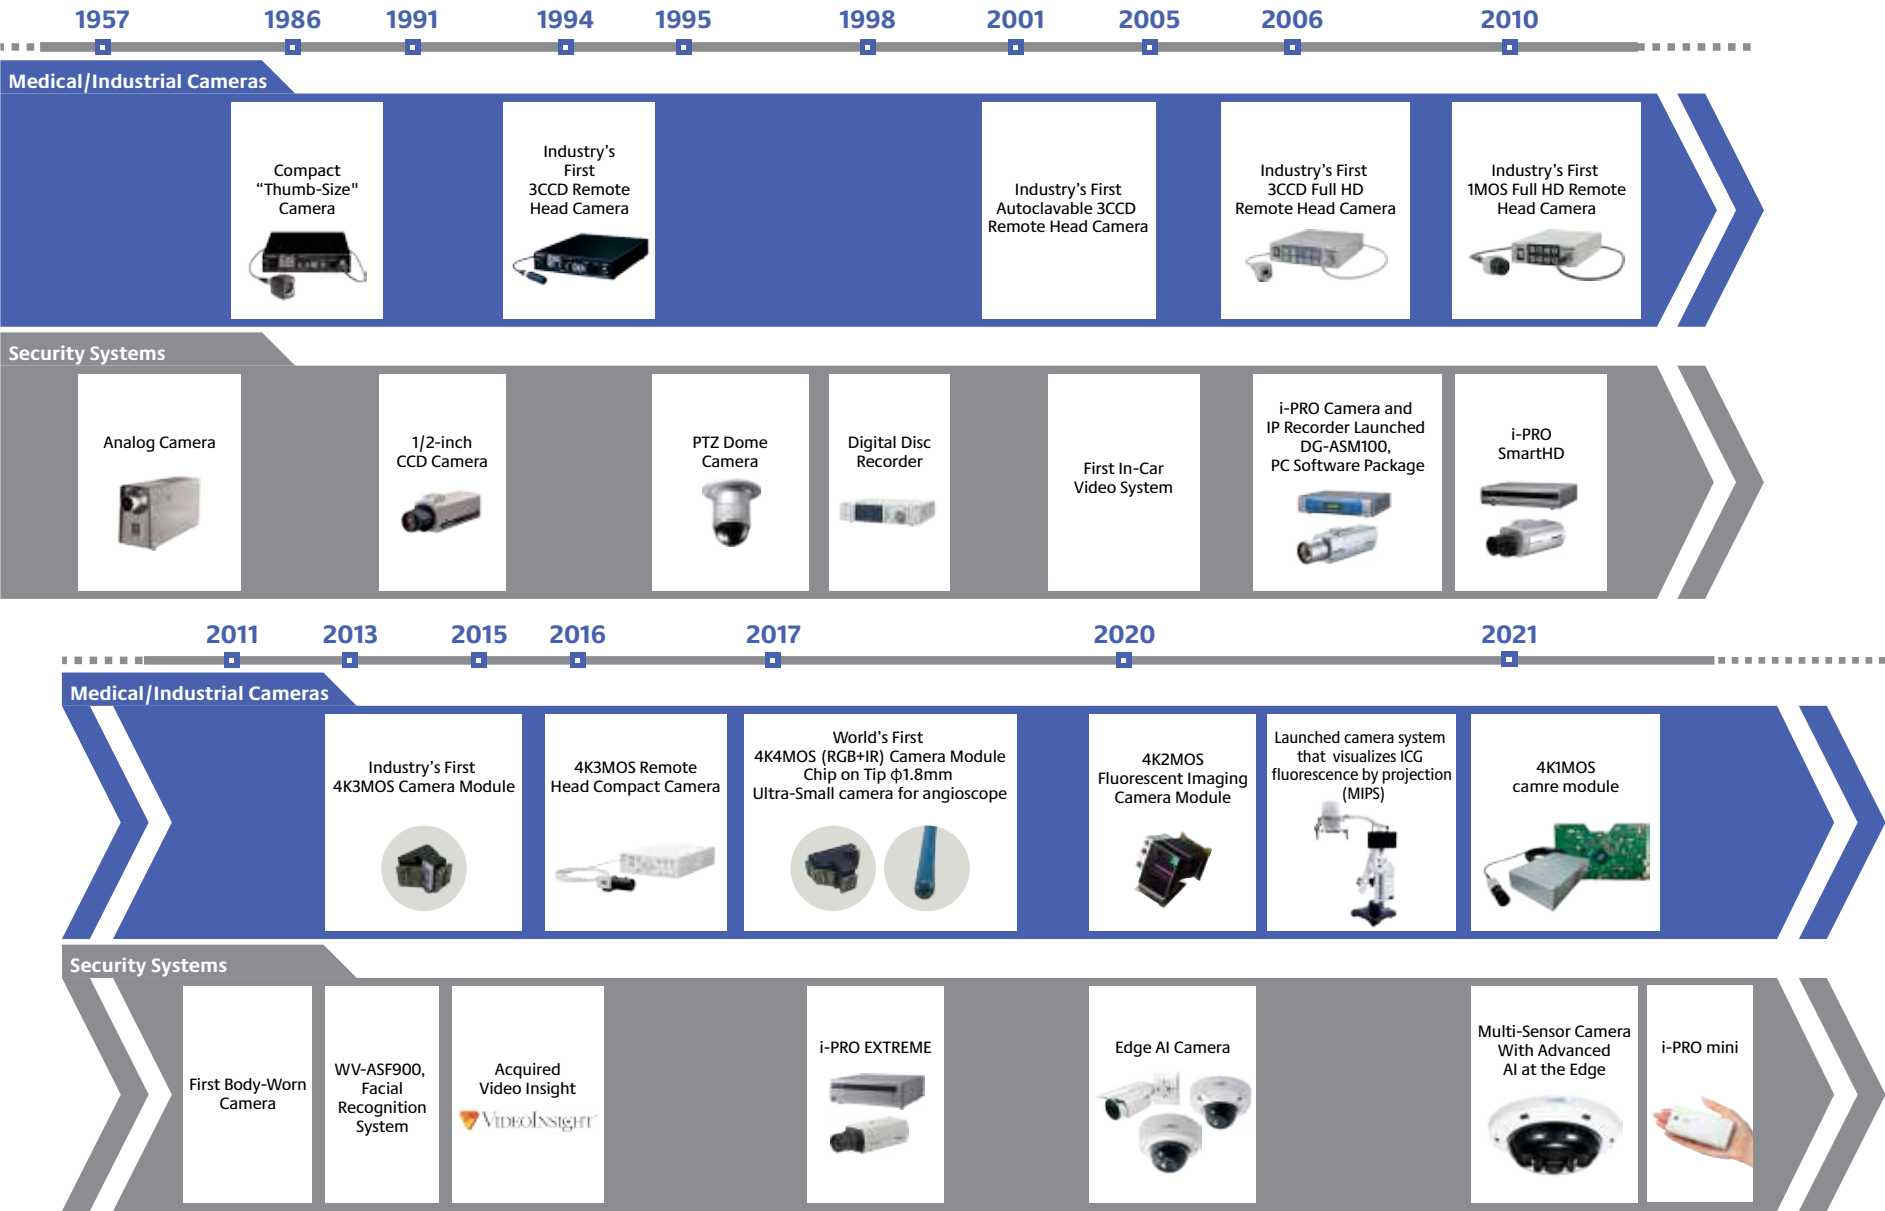 1957 1986 1991 1994 1995 1998 2001 2005 2006 2010
Medical/Industrial Cameras
Compact
“Thumb-Size"
Camera
Industry’s
First
3CCD Remote
Head Camera
Industry’s First
Autoclavable 3CCD
Remote Head Camera
Industry’s First
3CCD Full HD
Remote Head Camera
Industry’s First
1MOS Full HD Remote
Head Camera
Security Systems
Analog Camera
1/2-inch
CCD Camera
PTZ Dome
Camera
Digital Disc
Recorder
First In-Car
Video System
i-PRO Camera and
IP Recorder Launched
DG-ASM100,
PC Software Package
i-PRO
SmartHD
2011 2013 2015 2016 2017 2020 2021
Medical/Industrial Cameras
Industry’s First
4K3MOS Camera Module
4K3MOS Remote
Head Compact Camera
World’s First
4K4MOS (RGB+IR) Camera Module
Chip on Tip ϕ1.8mm
Ultra-Small camera for angioscope
4K2MOS
Fluorescent Imaging
Camera Module
Launched camera system
that visualizes ICG
fluorescence by projection
(MIPS)
4K1MOS
camre module
Security Systems
First Body-Worn
Camera
WV-ASF900,
Facial
Recognition
System
Acquired
Video Insight
VIDEOINSIGHT
i-PRO EXTREME
Edge AI Camera
Multi-Sensor Camera
With Advanced
AI at the Edge
i-PRO mini